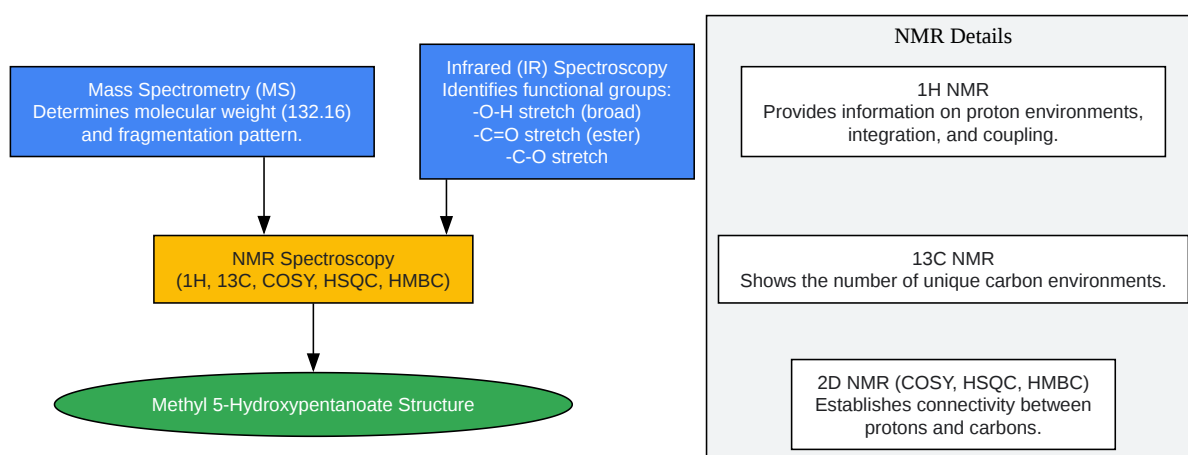 Mass Spectrometry (MS)
Determines molecular weight (132.16)
and fragmentation pattern.
Infrared (IR) Spectroscopy
Identifies functional groups:
-O-H stretch (broad)
-C=O stretch (ester)
-C-O stretch
NMR Spectroscopy
(1H, 13C, COSY, HSQC, HMBC)
Methyl 5-Hydroxypentanoate Structure
NMR Details
1H NMR
Provides information on proton environments,
integration, and coupling.
13C NMR
Shows the number of unique carbon environments.
2D NMR (COSY, HSQC, HMBC)
Establishes connectivity between
protons and carbons.